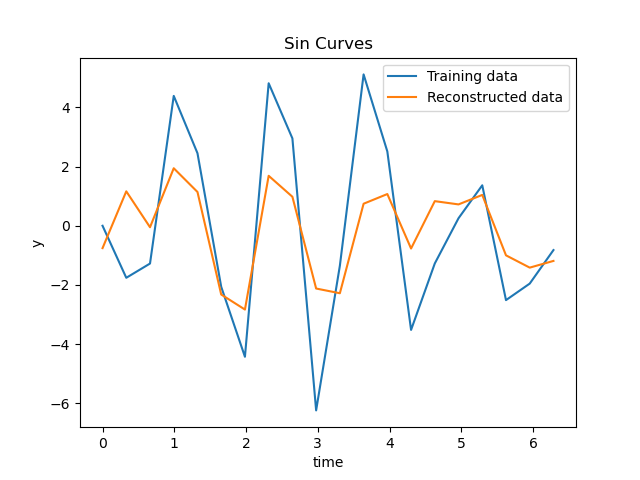 Sin Curves
Training data
Reconstructed data
4
2
0
−2
−4
−6
y
0 1 2 3 4 5 6
time